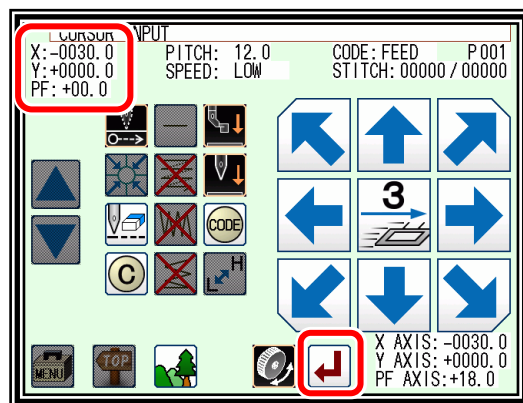 CURSOR INPUT
X:-0030.0
Y:+0000.0
PF: +00.0
PITCH: 12.0
SPEED: LOW
CODE: FEED P001
STITCH: 00000/00000
3
CODE
C
L H
MENU
TOP
X AXIS: -0030.0
Y AXIS: +0000.0
PF AXIS:+18.0